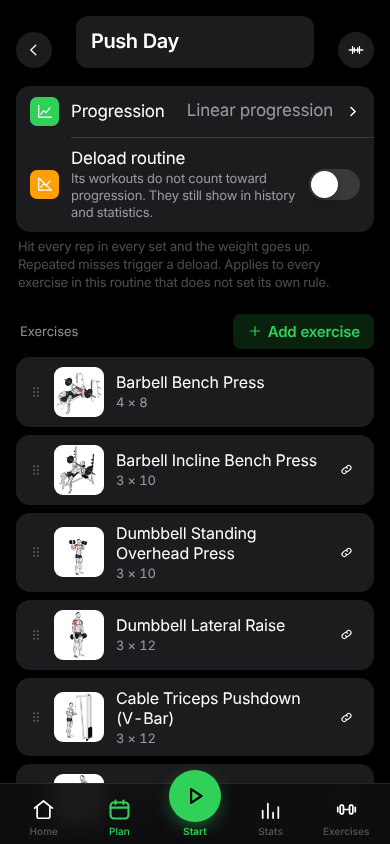 Push Day
Progression
Linear progression
Deload routine
Its workouts do not count toward
progression. They still show in history
and statistics.
Hit every rep in every set and the weight goes up.
Repeated misses trigger a deload. Applies to every
exercise in this routine that does not set its own rule.
Exercises
+ Add exercise
Barbell Bench Press
4 × 8
Barbell Incline Bench Press
3 × 10
Dumbbell Standing
Overhead Press
3 × 10
Dumbbell Lateral Raise
3 × 12
Cable Triceps Pushdown
(V-Bar)
3 × 12
Home
Plan
Start
Stats
Exercises